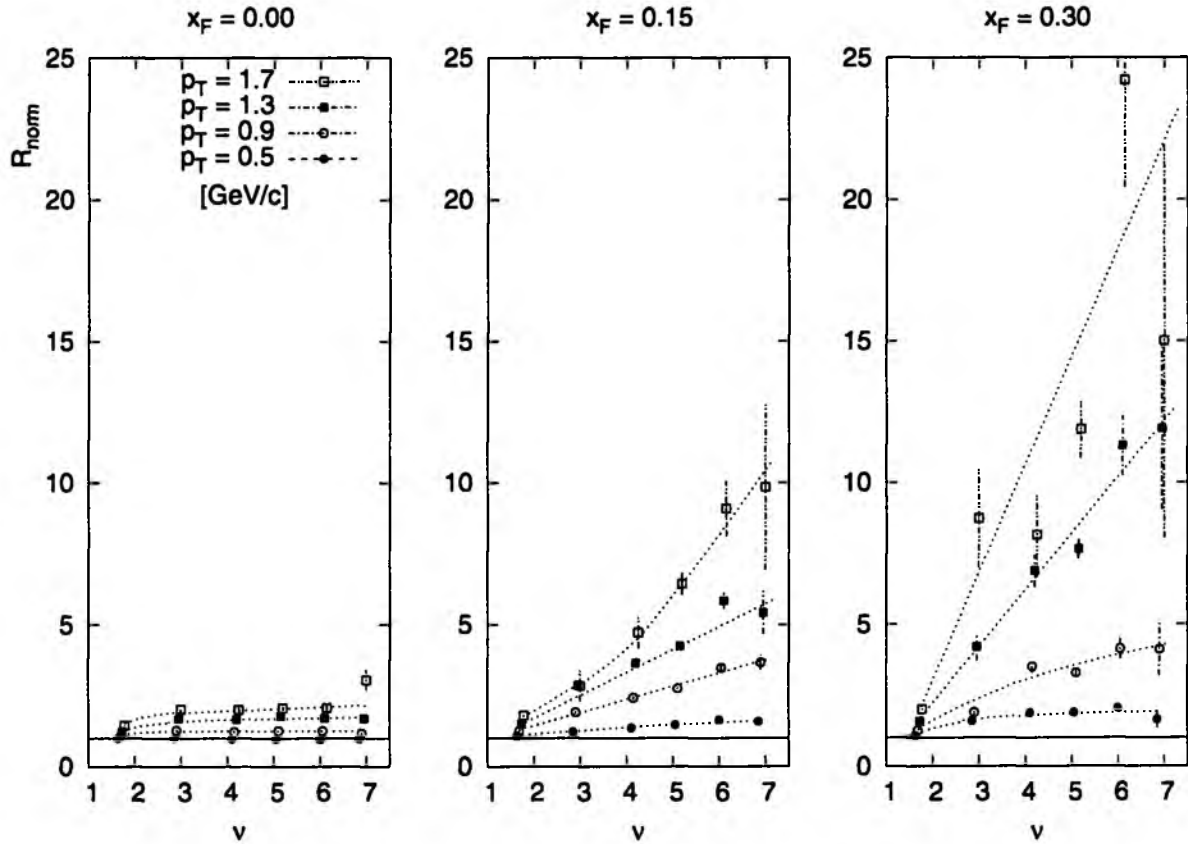 x_F = 0.00
x_F = 0.15
x_F = 0.30
R_norm
p_T = 1.7
p_T = 1.3
p_T = 0.9
p_T = 0.5
[GeV/c]
25
20
15
10
5
0
1 2 3 4 5 6 7
ν
25
20
15
10
5
0
1 2 3 4 5 6 7
ν
25
20
15
10
5
0
1 2 3 4 5 6 7
ν